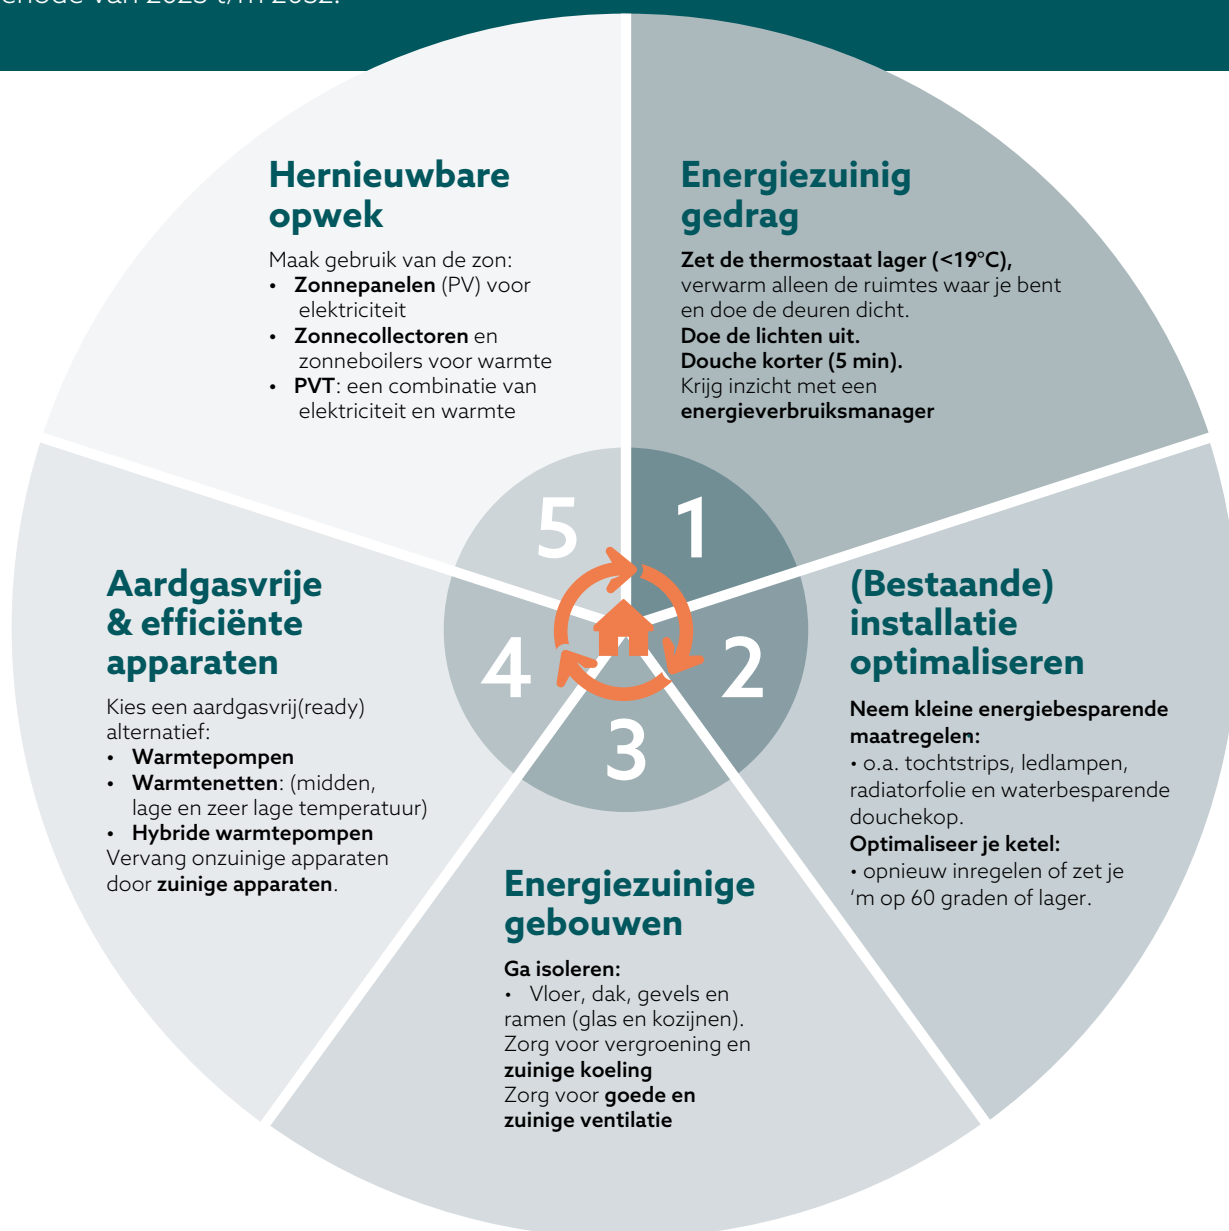 van 2025 t/m 2032.
Hernieuwbare
opwek
Maak gebruik van de zon:
• Zonnepanelen (PV) voor
elektriciteit
• Zonnecollectoren en
zonneboilers voor warmte
• PVT: een combinatie van
elektriciteit en warmte
Energiezuinig
gedrag
Zet de thermostaat lager (<19°C),
verwarm alleen de ruimtes waar je bent
en doe de deuren dicht.
Doe de lichten uit.
Douche korter (5 min).
Krijg inzicht met een
energieverbruiksmanager
5
1
4
2
3
Aardgasvrije
& efficiënte
apparaten
Kies een aardgasvrij(ready)
alternatief:
• Warmtepompen
• Warmtenetten: (midden,
lage en zeer lage temperatuur)
• Hybride warmtepompen
Vervang onzuinige apparaten
door zuinige apparaten.
(Bestaande)
installatie
optimaliseren
Neem kleine energiebesparende
maatregelen:
• o.a. tochtstrips, ledlampen,
radiatorfolie en waterbesparende
douchekop.
Optimaliseer je ketel:
• opnieuw inregelen of zet je
‘m op 60 graden of lager.
Energiezuinige
gebouwen
Ga isoleren:
• Vloer, dak, gevels en
ramen (glas en kozijnen).
Zorg voor vergroening en
zuinige koeling
Zorg voor goede en
zuinige ventilatie